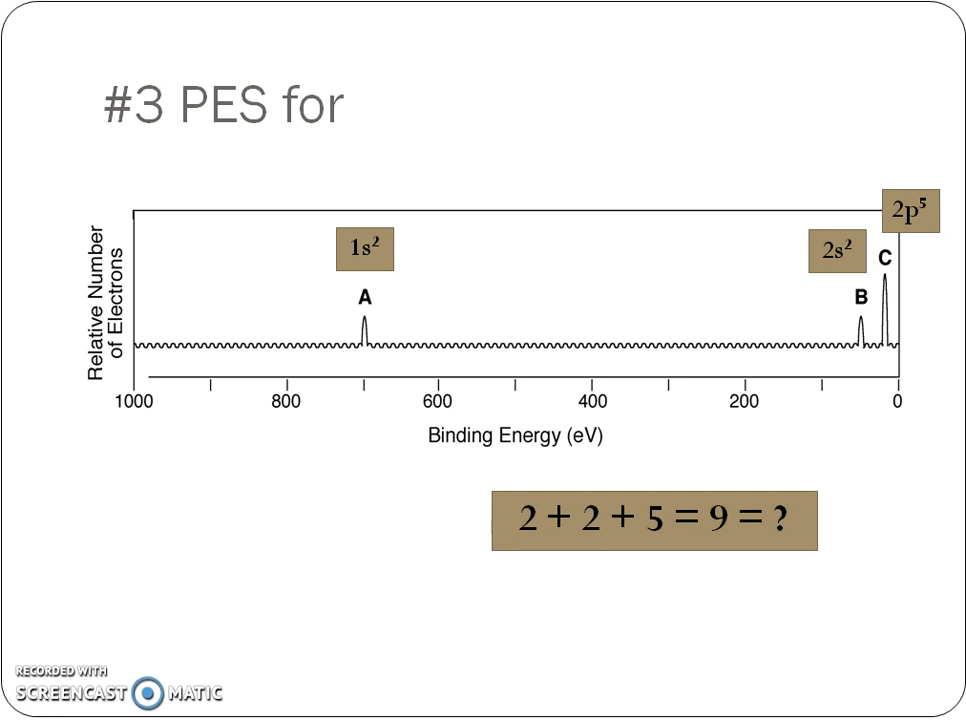 #3 PES for
2p⁵
1s²
2s²
C
A
B
Relative Number
of Electrons
1000 800 600 400 200 0
Binding Energy (eV)
2 + 2 + 5 = 9 = ?
RECORDED WITH
SCREENCAST MATIC